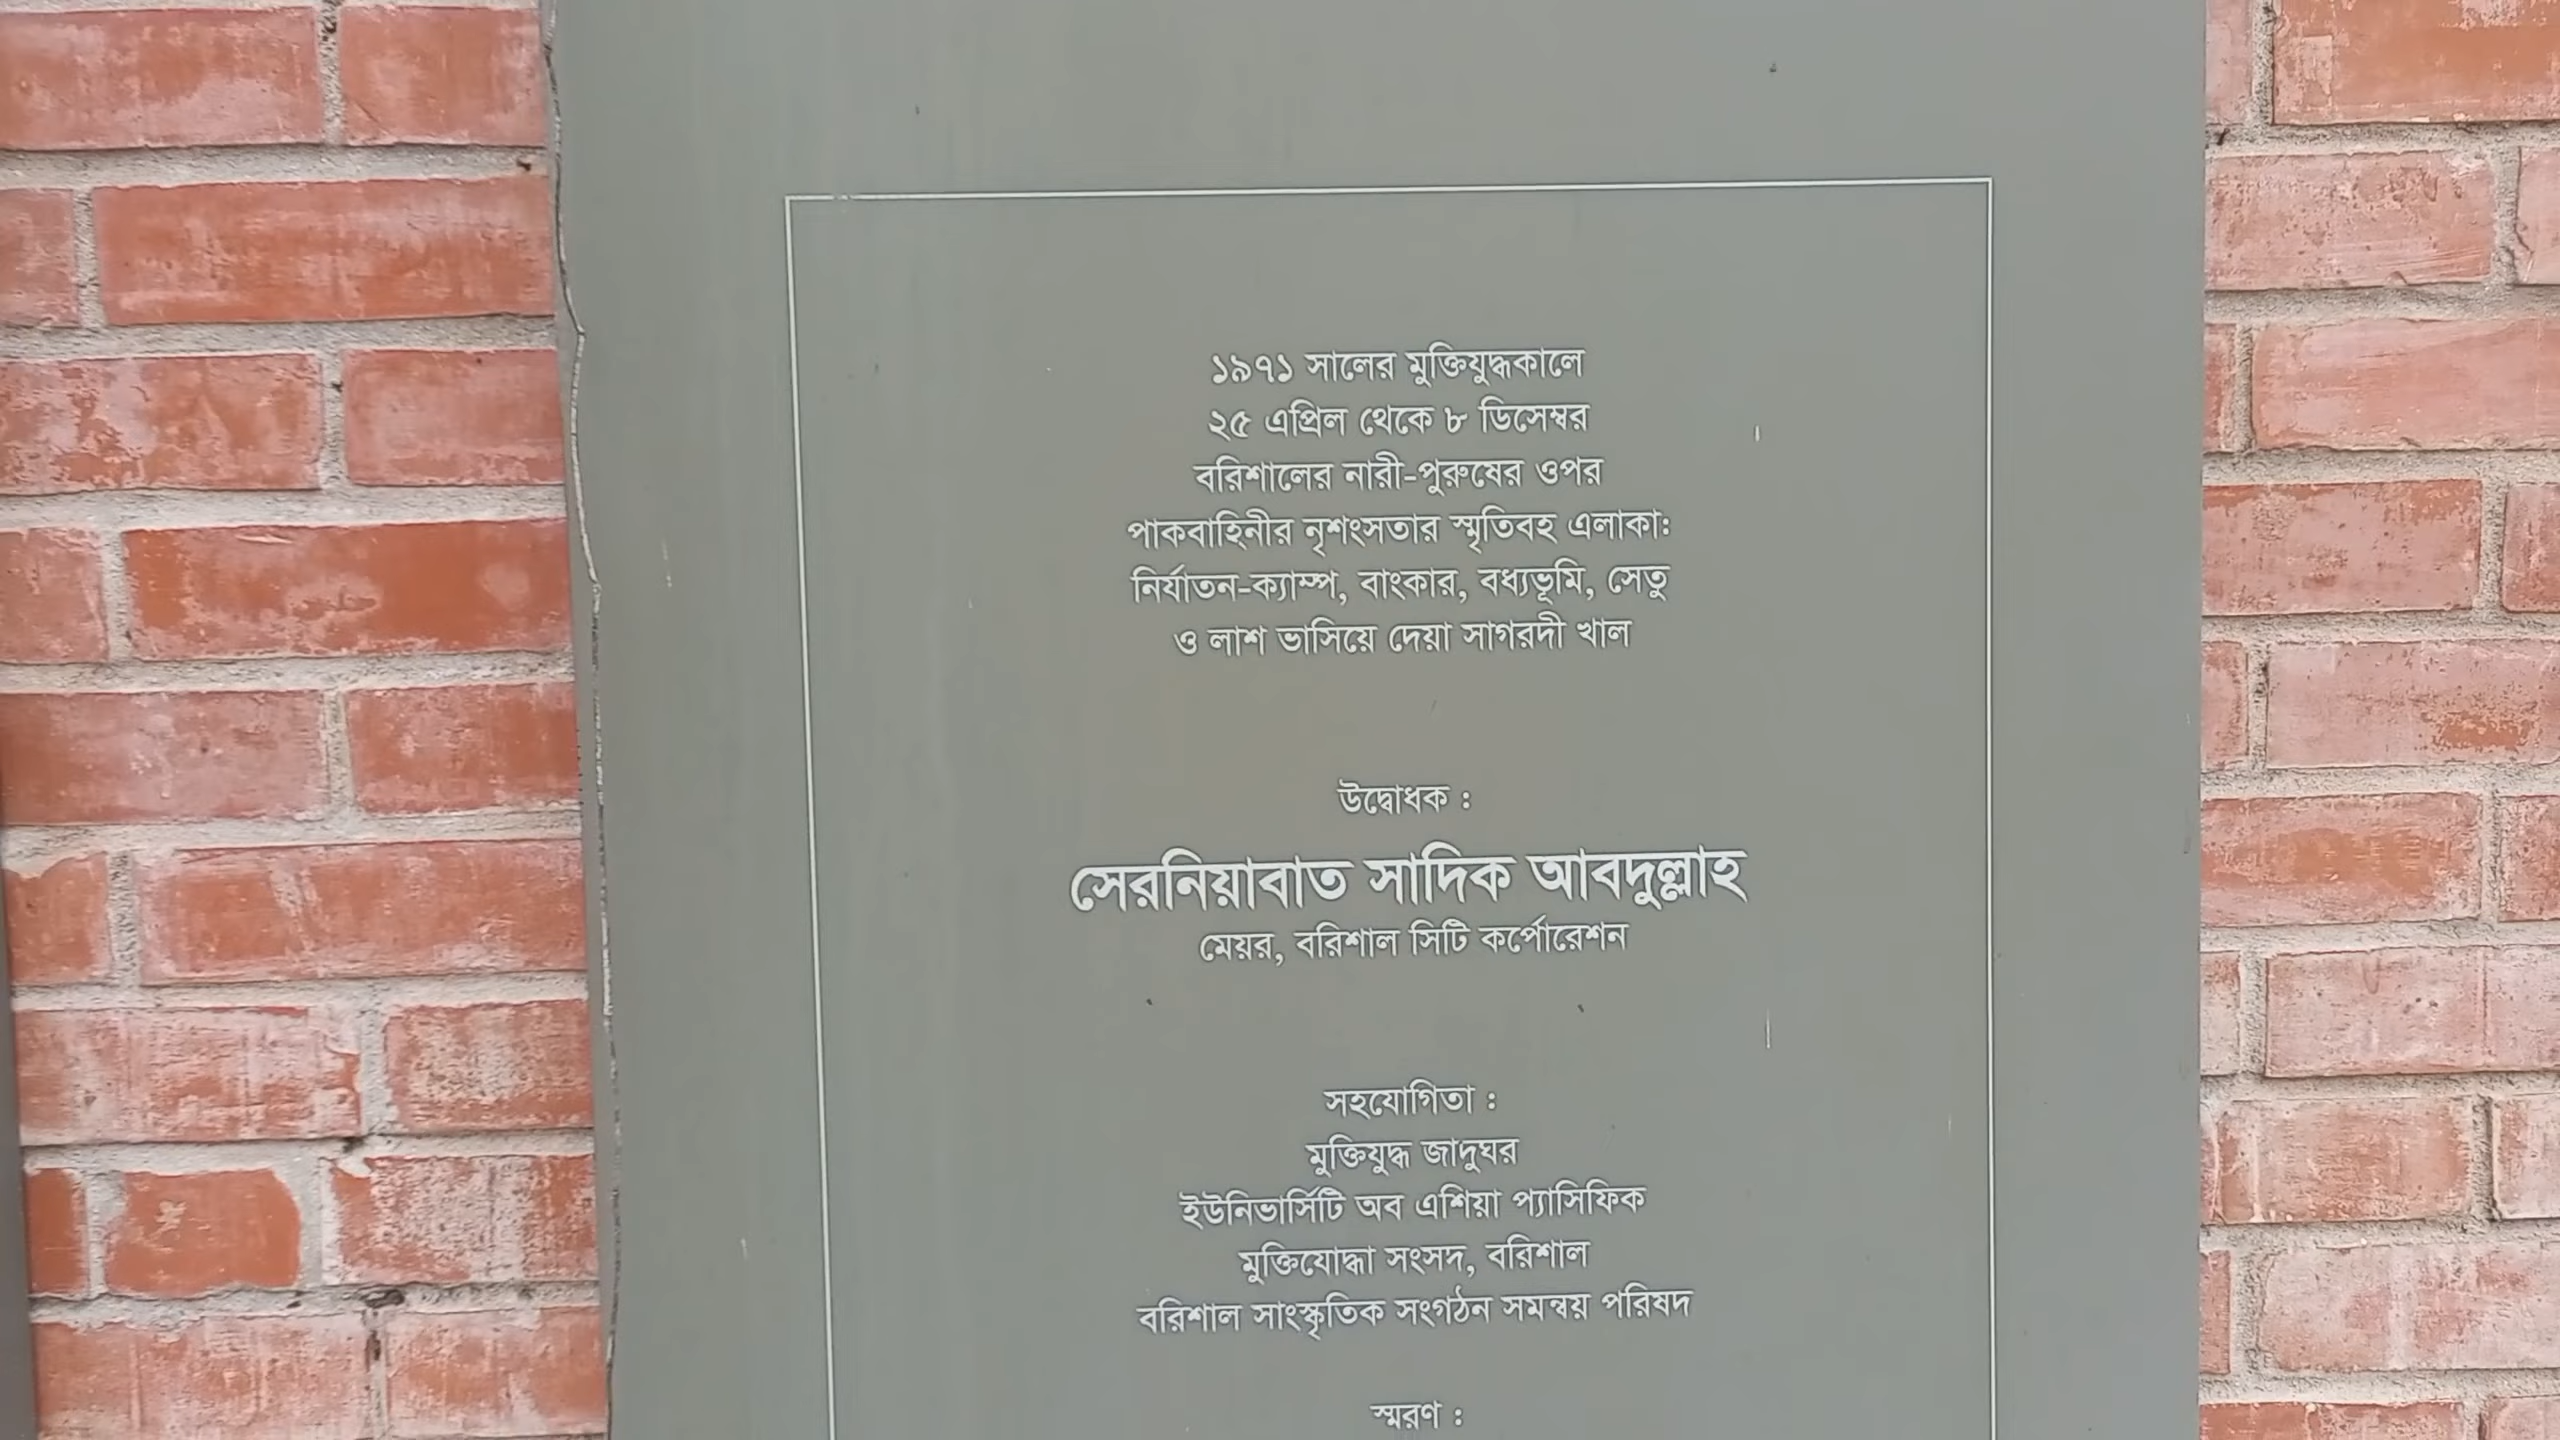 ১৯৭১ সালের মুক্তিযুদ্ধকালে
২৫ এপ্রিল থেকে ৮ ডিসেম্বর
বরিশালের নারী-পুরুষের ওপর
পাকবাহিনীর নৃশংসতার স্মৃতিবহ এলাকা:
নির্যাতন-ক্যাম্প, বাংকার, বধ্যভূমি, সেতু
ও লাশ ভাসিয়ে দেয়া সাগরদী খাল
উদ্বোধক :
সেরনিয়াবাত সাদিক আবদুল্লাহ
মেয়র, বরিশাল সিটি কর্পোরেশন
সহযোগিতা :
মুক্তিযুদ্ধ জাদুঘর
ইউনিভার্সিটি অব এশিয়া প্যাসিফিক
মুক্তিযোদ্ধা সংসদ, বরিশাল
বরিশাল সাংস্কৃতিক সংগঠন সমন্বয় পরিষদ
স্মরণ :